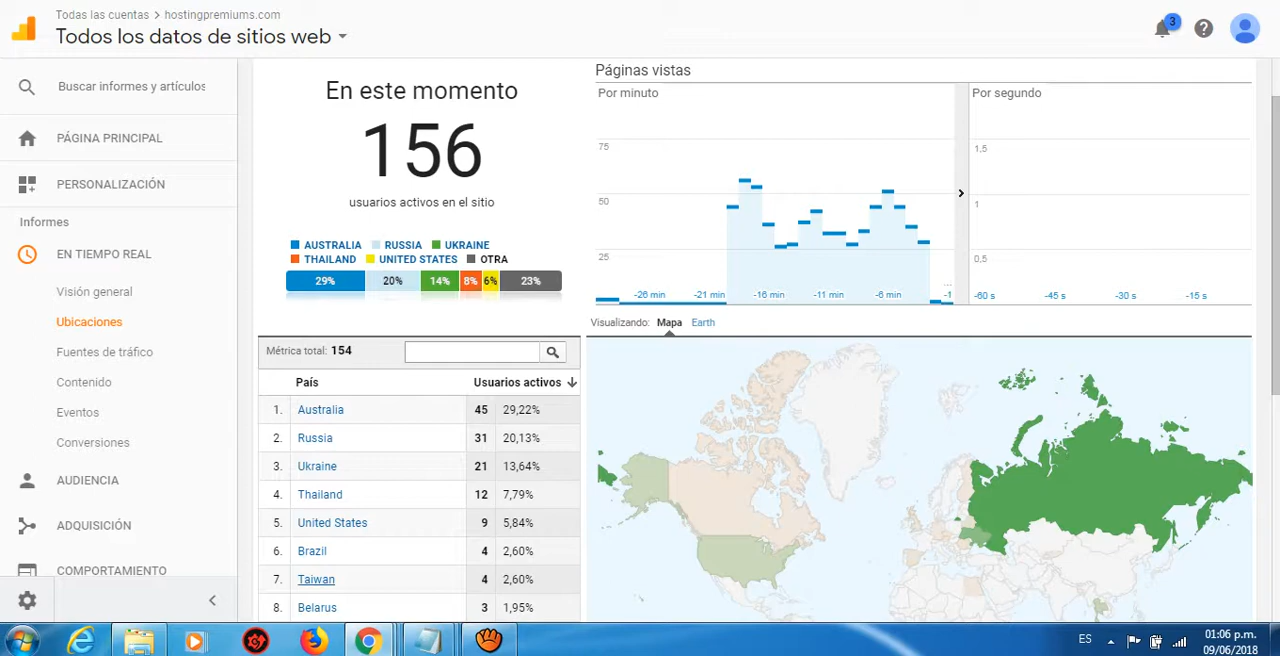 Todas las cuentas > hostingpremiums.com
Todos los datos de sitios web
3
Buscar informes y artículos
PÁGINA PRINCIPAL
PERSONALIZACIÓN
Informes
EN TIEMPO REAL
Visión general
Ubicaciones
Fuentes de tráfico
Contenido
Eventos
Conversiones
AUDIENCIA
ADQUISICIÓN
COMPORTAMIENTO
En este momento
156
usuarios activos en el sitio
AUSTRALIA RUSSIA UKRAINE
THAILAND UNITED STATES OTRA
29% 20% 14% 8% 6% 23%
Páginas vistas
Por minuto
75
50
25
-26 min -21 min -16 min -11 min -6 min ... -1
Por segundo
1,5
1
0,5
-60 s -45 s -30 s -15 s
Visualizando: Mapa Earth
Métrica total: 154
País Usuarios activos
1. Australia 45 29,22%
2. Russia 31 20,13%
3. Ukraine 21 13,64%
4. Thailand 12 7,79%
5. United States 9 5,84%
6. Brazil 4 2,60%
7. Taiwan 4 2,60%
8. Belarus 3 1,95%
ES
01:06 p.m.
09/06/2018